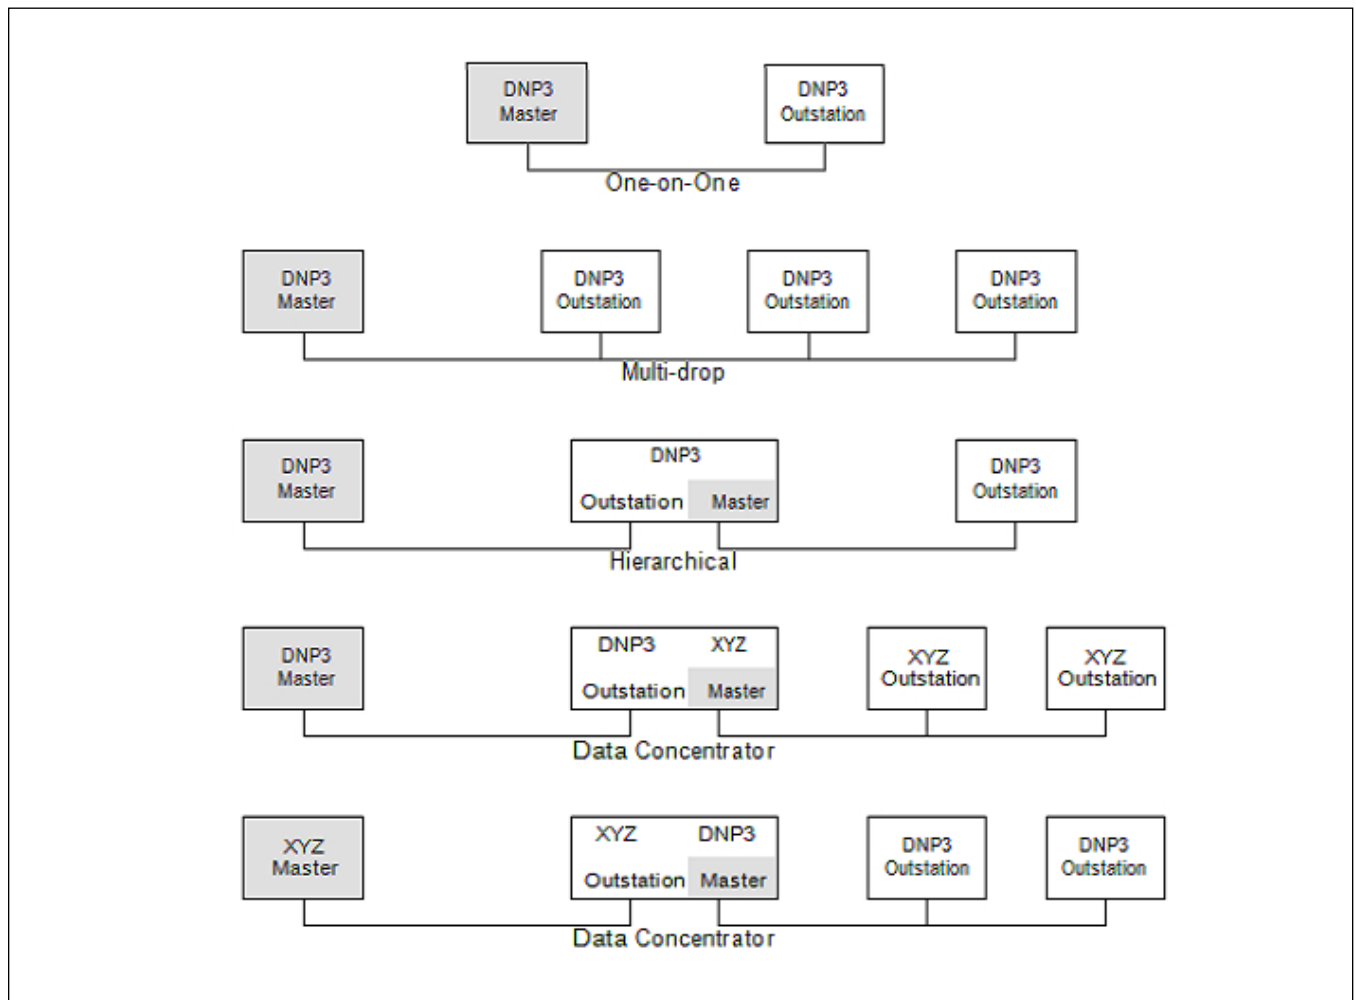 DNP3
Master
DNP3
Outstation
One-on-One
DNP3
Master
DNP3
Outstation
DNP3
Outstation
DNP3
Outstation
Multi-drop
DNP3
Master
DNP3
Outstation Master
DNP3
Outstation
Hierarchical
DNP3
Master
DNP3 XYZ
Outstation Master
XYZ
Outstation
XYZ
Outstation
Data Concentrator
XYZ
Master
XYZ DNP3
Outstation Master
DNP3
Outstation
DNP3
Outstation
Data Concentrator